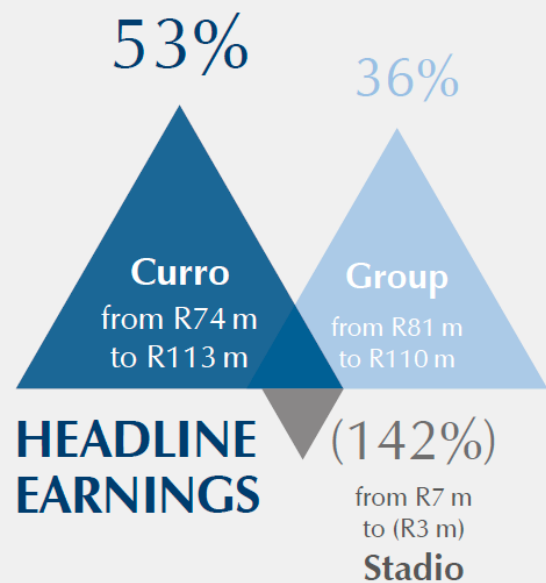 53%
36%
Curro
from R74 m
to R113 m
Group
from R81 m
to R110 m
HEADLINE
EARNINGS
(142%)
from R7 m
to (R3 m)
Stadio